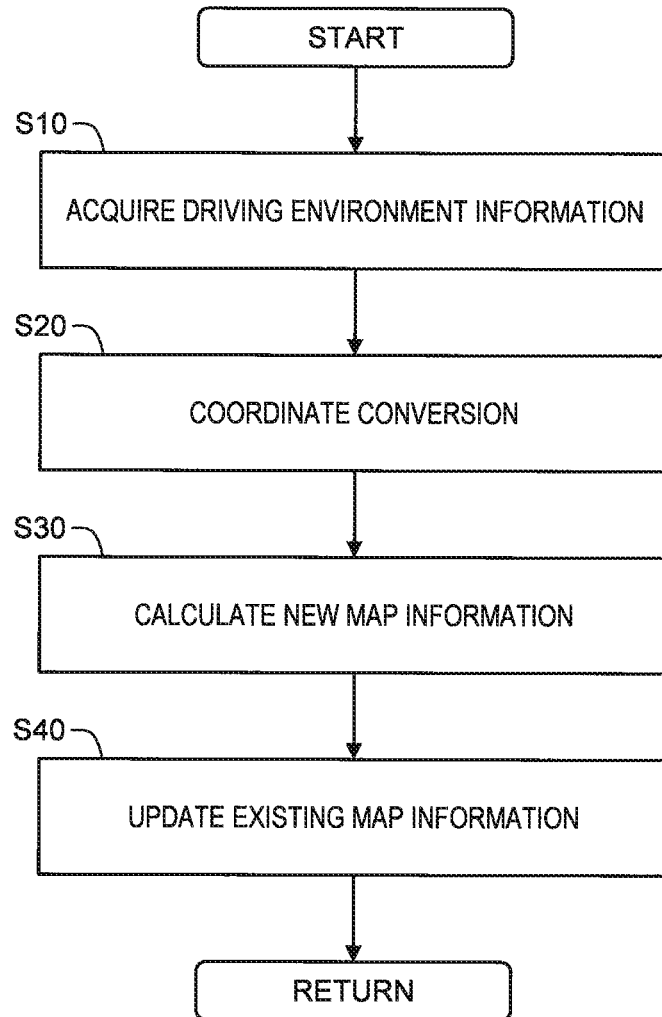 START
S10
ACQUIRE DRIVING ENVIRONMENT INFORMATION
S20
COORDINATE CONVERSION
S30
CALCULATE NEW MAP INFORMATION
S40
UPDATE EXISTING MAP INFORMATION
RETURN